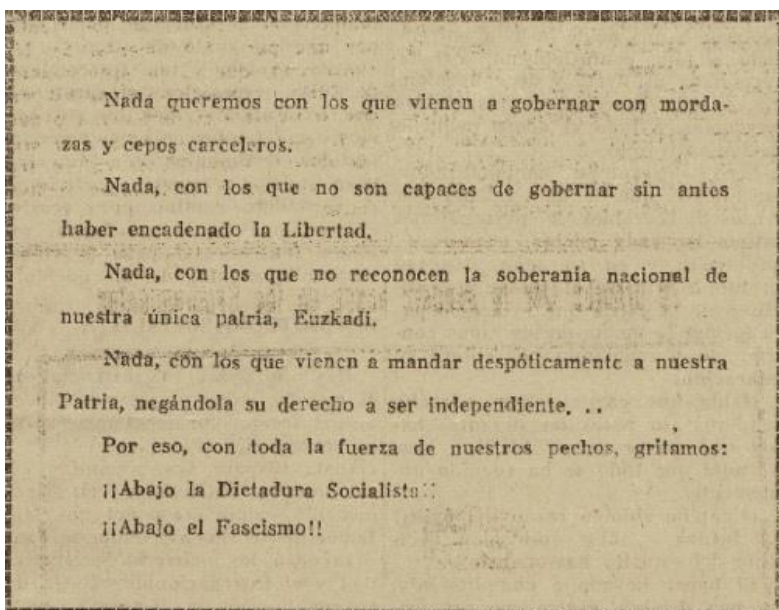 Nada queremos con los que vienen a gobernar con morda-
zas y cepos carceleros.
Nada, con los que no son capaces de gobernar sin antes
haber encadenado la Libertad.
Nada, con los que no reconocen la soberanía nacional de
nuestra única patria, Euzkadi.
Nada, con los que vienen a mandar despóticamente a nuestra
Patria, negándola su derecho a ser independiente. ..
Por eso, con toda la fuerza de nuestros pechos, gritamos:
¡¡Abajo la Dictadura Socialista!!
¡¡Abajo el Fascismo!!